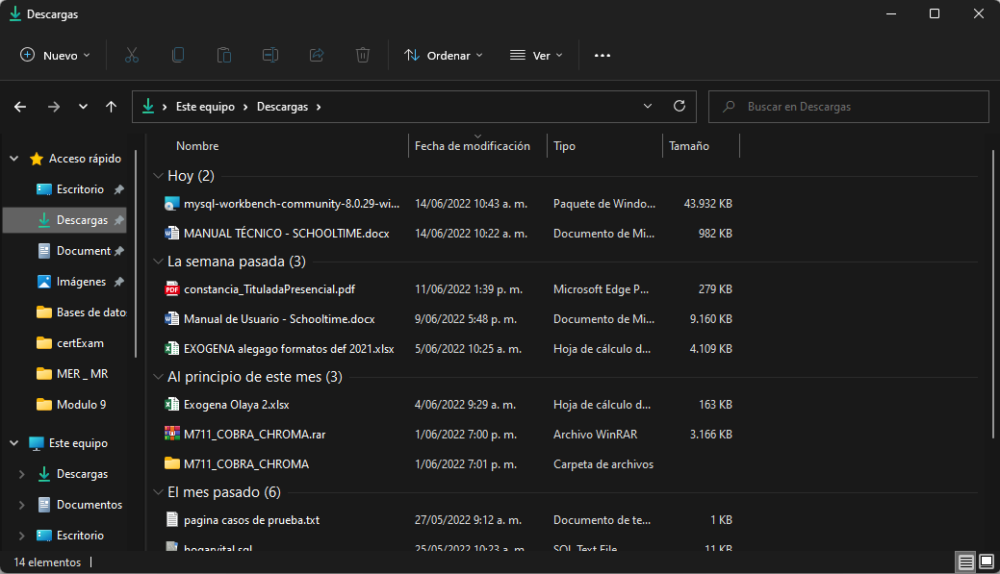 Descargas
Nuevo Ordenar Ver
Este equipo Descargas Buscar en Descargas
Nombre Fecha de modificación Tipo Tamaño
Acceso rápido
Escritorio
Descargas
Document
Imágenes
Bases de dato
certExam
MER _ MR
Modulo 9
Este equipo
Descargas
Documentos
Escritorio
Hoy (2)
mysql-workbench-community-8.0.29-wi... 14/06/2022 10:43 a. m. Paquete de Windo... 43.932 KB
MANUAL TÉCNICO - SCHOOLTIME.docx 14/06/2022 10:22 a. m. Documento de Mi... 982 KB
La semana pasada (3)
PDF constancia_TituladaPresencial.pdf 11/06/2022 1:39 p. m. Microsoft Edge P... 279 KB
Manual de Usuario - Schooltime.docx 9/06/2022 5:48 p. m. Documento de Mi... 9.160 KB
EXOGENA alegago formatos def 2021.xlsx 5/06/2022 10:25 a. m. Hoja de cálculo d... 4.109 KB
Al principio de este mes (3)
Exogena Olaya 2.xlsx 4/06/2022 9:29 a. m. Hoja de cálculo d... 163 KB
M711_COBRA_CHROMA.rar 1/06/2022 7:00 p. m. Archivo WinRAR 3.166 KB
M711_COBRA_CHROMA 1/06/2022 7:01 p. m. Carpeta de archivos
El mes pasado (6)
pagina casos de prueba.txt 27/05/2022 9:12 a. m. Documento de te... 1 KB
hogarvital.sql 25/05/2022 10:23 a. m. SQL Text File 11 KB
14 elementos